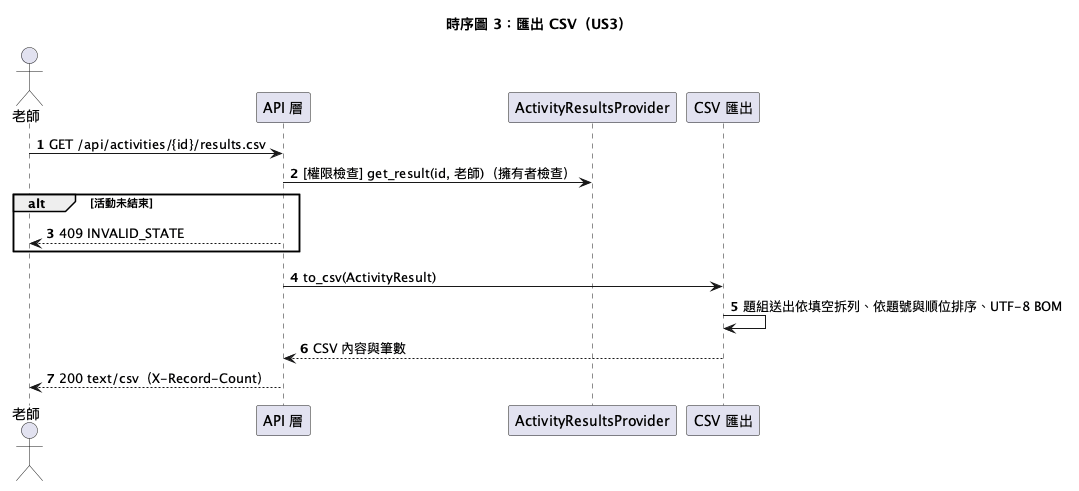 時序圖 3：匯出 CSV（US3）
老師
API 層
ActivityResultsProvider
CSV 匯出
1 GET /api/activities/{id}/results.csv
2 [權限檢查] get_result(id, 老師)（擁有者檢查）
alt [活動未結束]
3 409 INVALID_STATE
4 to_csv(ActivityResult)
5 題組送出依填空拆列、依題號與順位排序、UTF-8 BOM
6 CSV 內容與筆數
7 200 text/csv（X-Record-Count）
老師
API 層
ActivityResultsProvider
CSV 匯出